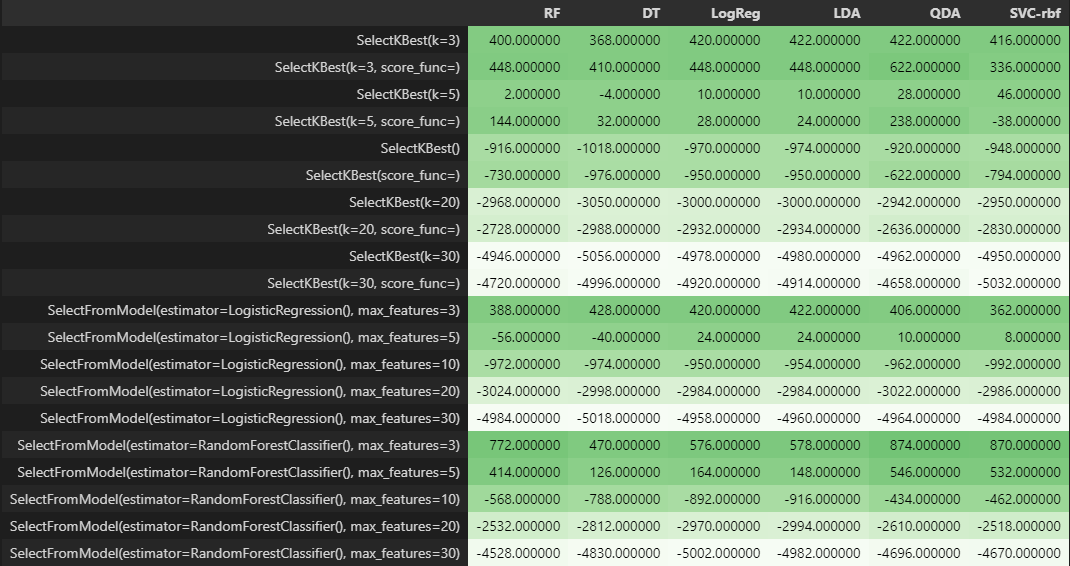 RF DT LogReg LDA QDA SVC-rbf
SelectKBest(k=3) 400.000000 368.000000 420.000000 422.000000 422.000000 416.000000
SelectKBest(k=3, score_func=) 448.000000 410.000000 448.000000 448.000000 622.000000 336.000000
SelectKBest(k=5) 2.000000 -4.000000 10.000000 10.000000 28.000000 46.000000
SelectKBest(k=5, score_func=) 144.000000 32.000000 28.000000 24.000000 238.000000 -38.000000
SelectKBest() -916.000000 -1018.000000 -970.000000 -974.000000 -920.000000 -948.000000
SelectKBest(score_func=) -730.000000 -976.000000 -950.000000 -950.000000 -622.000000 -794.000000
SelectKBest(k=20) -2968.000000 -3050.000000 -3000.000000 -3000.000000 -2942.000000 -2950.000000
SelectKBest(k=20, score_func=) -2728.000000 -2988.000000 -2932.000000 -2934.000000 -2636.000000 -2830.000000
SelectKBest(k=30) -4946.000000 -5056.000000 -4978.000000 -4980.000000 -4962.000000 -4950.000000
SelectKBest(k=30, score_func=) -4720.000000 -4996.000000 -4920.000000 -4914.000000 -4658.000000 -5032.000000
SelectFromModel(estimator=LogisticRegression(), max_features=3) 388.000000 428.000000 420.000000 422.000000 406.000000 362.000000
SelectFromModel(estimator=LogisticRegression(), max_features=5) -56.000000 -40.000000 24.000000 24.000000 10.000000 8.000000
SelectFromModel(estimator=LogisticRegression(), max_features=10) -972.000000 -974.000000 -950.000000 -954.000000 -962.000000 -992.000000
SelectFromModel(estimator=LogisticRegression(), max_features=20) -3024.000000 -2998.000000 -2984.000000 -2984.000000 -3022.000000 -2986.000000
SelectFromModel(estimator=LogisticRegression(), max_features=30) -4984.000000 -5018.000000 -4958.000000 -4960.000000 -4964.000000 -4984.000000
SelectFromModel(estimator=RandomForestClassifier(), max_features=3) 772.000000 470.000000 576.000000 578.000000 874.000000 870.000000
SelectFromModel(estimator=RandomForestClassifier(), max_features=5) 414.000000 126.000000 164.000000 148.000000 546.000000 532.000000
SelectFromModel(estimator=RandomForestClassifier(), max_features=10) -568.000000 -788.000000 -892.000000 -916.000000 -434.000000 -462.000000
SelectFromModel(estimator=RandomForestClassifier(), max_features=20) -2532.000000 -2812.000000 -2970.000000 -2994.000000 -2610.000000 -2518.000000
SelectFromModel(estimator=RandomForestClassifier(), max_features=30) -4528.000000 -4830.000000 -5002.000000 -4982.000000 -4696.000000 -4670.000000